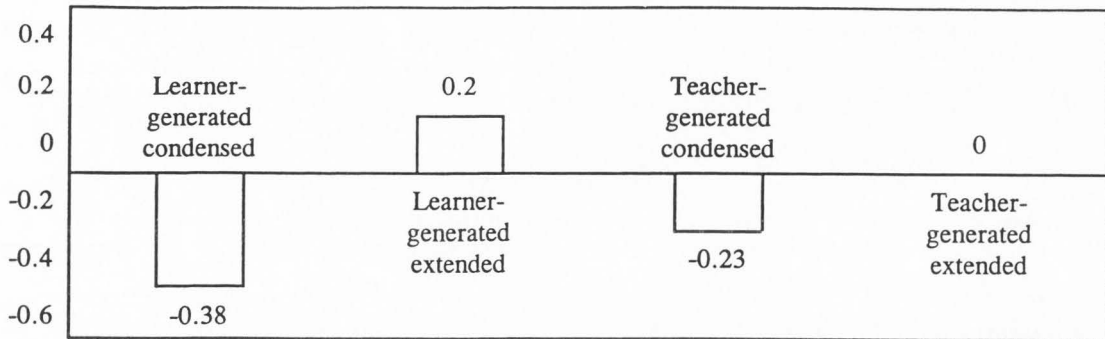 0.4
0.2
0
-0.2
-0.4
-0.6
Learner-
generated
condensed
-0.38
0.2
Learner-
generated
extended
Teacher-
generated
condensed
-0.23
0
Teacher-
generated
extended